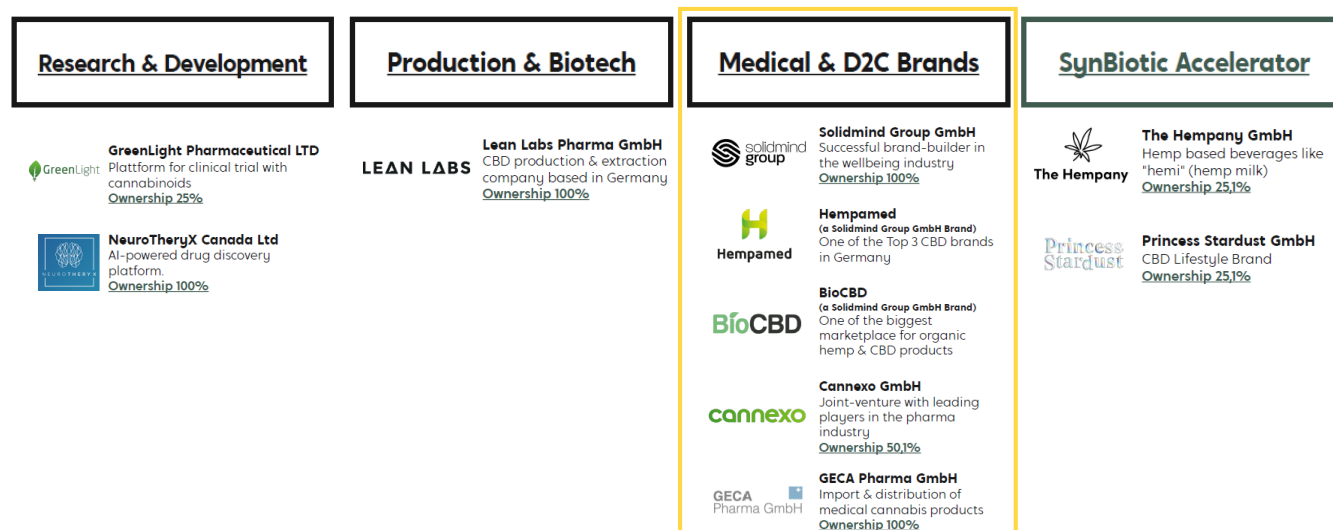 Research & Development
GreenLight
GreenLight Pharmaceutical LTD
Plattform for clinical trial with
cannabinoids
Ownership 25%
NEUROTHERYX
NeuroTheryX Canada Ltd
AI-powered drug discovery
platform.
Ownership 100%
Production & Biotech
LEAN LABS
Lean Labs Pharma GmbH
CBD production & extraction
company based in Germany
Ownership 100%
Medical & D2C Brands
solidmind
group
Solidmind Group GmbH
Successful brand-builder in
the wellbeing industry
Ownership 100%
Hempamed
Hempamed
(a Solidmind Group GmbH Brand)
One of the Top 3 CBD brands
in Germany
BioCBD
BioCBD
(a Solidmind Group GmbH Brand)
One of the biggest
marketplace for organic
hemp & CBD products
cannexo
Cannexo GmbH
Joint-venture with leading
players in the pharma
industry
Ownership 50,1%
GECA
Pharma GmbH
GECA Pharma GmbH
Import & distribution of
medical cannabis products
Ownership 100%
SynBiotic Accelerator
The Hempany
The Hempany GmbH
Hemp based beverages like
"hemi" (hemp milk)
Ownership 25,1%
Princess
Stardust
Princess Stardust GmbH
CBD Lifestyle Brand
Ownership 25,1%